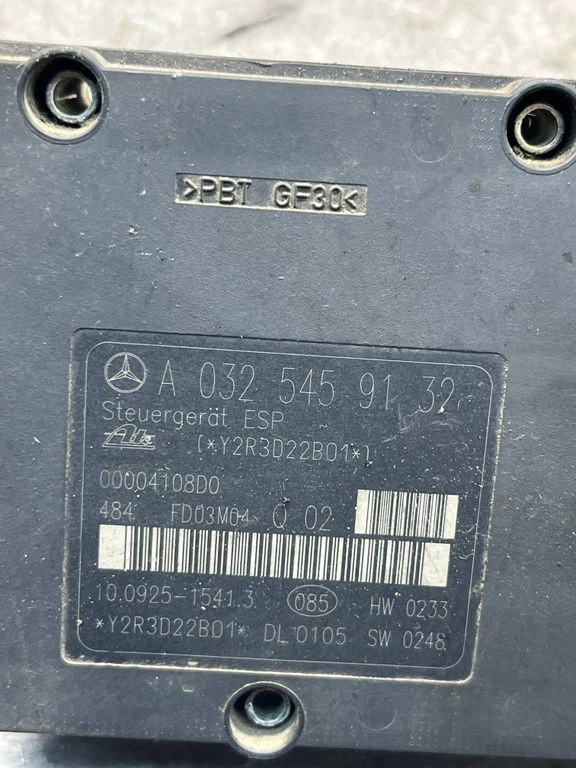 >PBT GF30<
A 032 545 91 32
Steuergerät ESP
Ate (*Y2R3D22B01*)
00004108D0
484 FD03M04 Q 02
10.0925-1541.3 085 HW 0233
*Y2R3D22B01* DL 0105 SW 0248